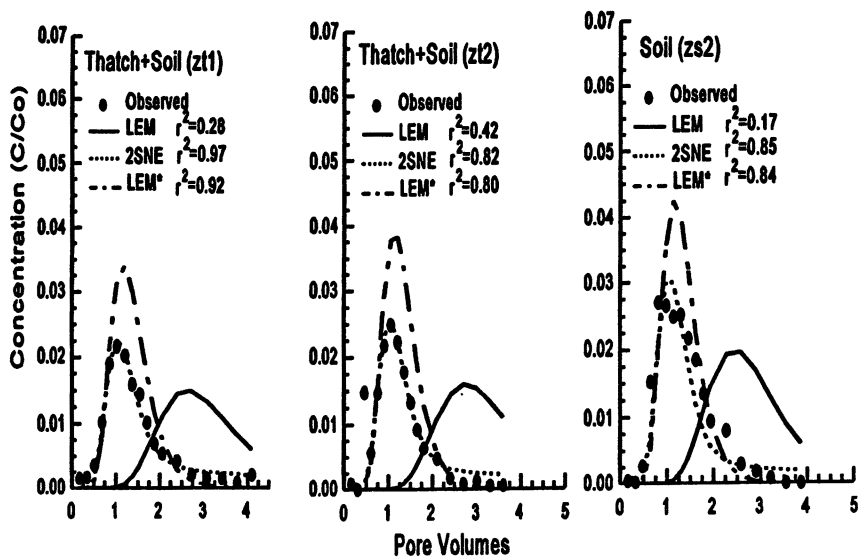 Concentration (C/Co)
0.07
0.06
0.05
0.04
0.03
0.02
0.01
0.00
Thatch+Soil (zt1)
Observed
LEM r²=0.28
2SNE r²=0.97
LEM* r²=0.92
0 1 2 3 4
0.07
0.06
0.05
0.04
0.03
0.02
0.01
0.00
Thatch+Soil (zt2)
Observed
LEM r²=0.42
2SNE r²=0.82
LEM* r²=0.80
0 1 2 3 4 5
0.07
0.06
0.05
0.04
0.03
0.02
0.01
0.00
Soil (zs2)
Observed
LEM r²=0.17
2SNE r²=0.85
LEM* r²=0.84
0 1 2 3 4 5
Pore Volumes